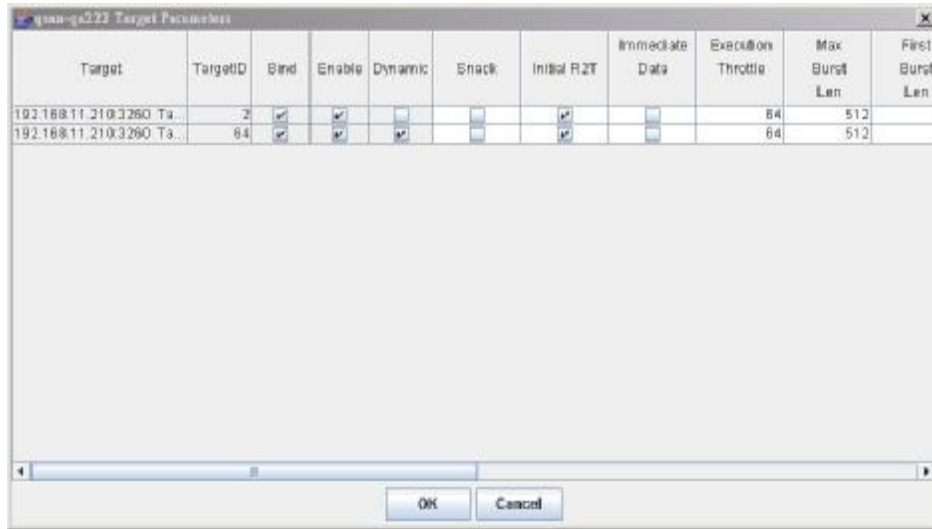 qsan-qa222 Target Parameters
Target TargetID Bind Enable Dynamic Snack Initial R2T Immediate Data Execution Throttle Max Burst Len First Burst Len
192.168.11.210:3260 Ta... 2 64 512
192.168.11.210:3260 Ta... 64 64 512
OK Cancel